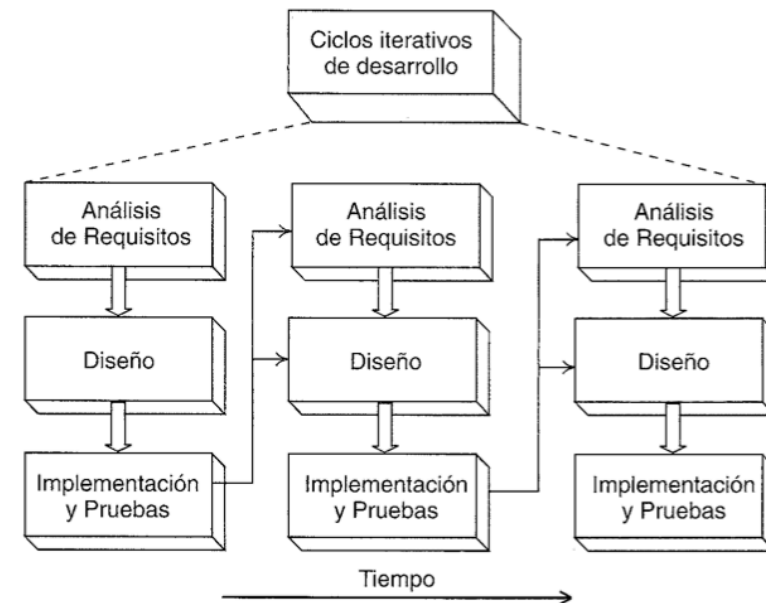 Ciclos iterativos
de desarrollo
Análisis
de Requisitos
Análisis
de Requisitos
Análisis
de Requisitos
Diseño
Diseño
Diseño
Implementación
y Pruebas
Implementación
y Pruebas
Implementación
y Pruebas
Tiempo